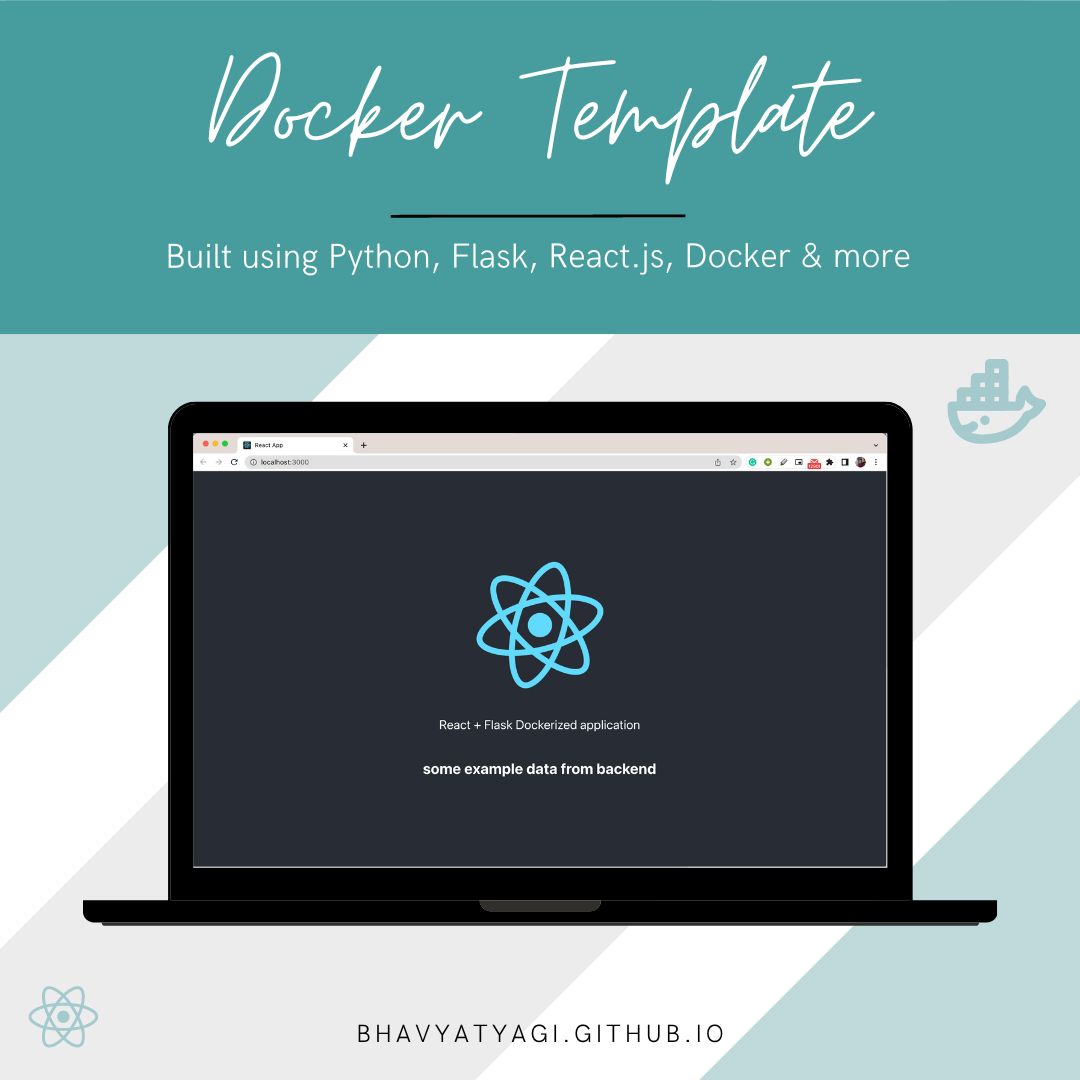 Docker Template
Built using Python, Flask, React.js, Docker & more
React App
localhost:3000
React + Flask Dockerized application
some example data from backend
BHAVYATYAGI.GITHUB.IO